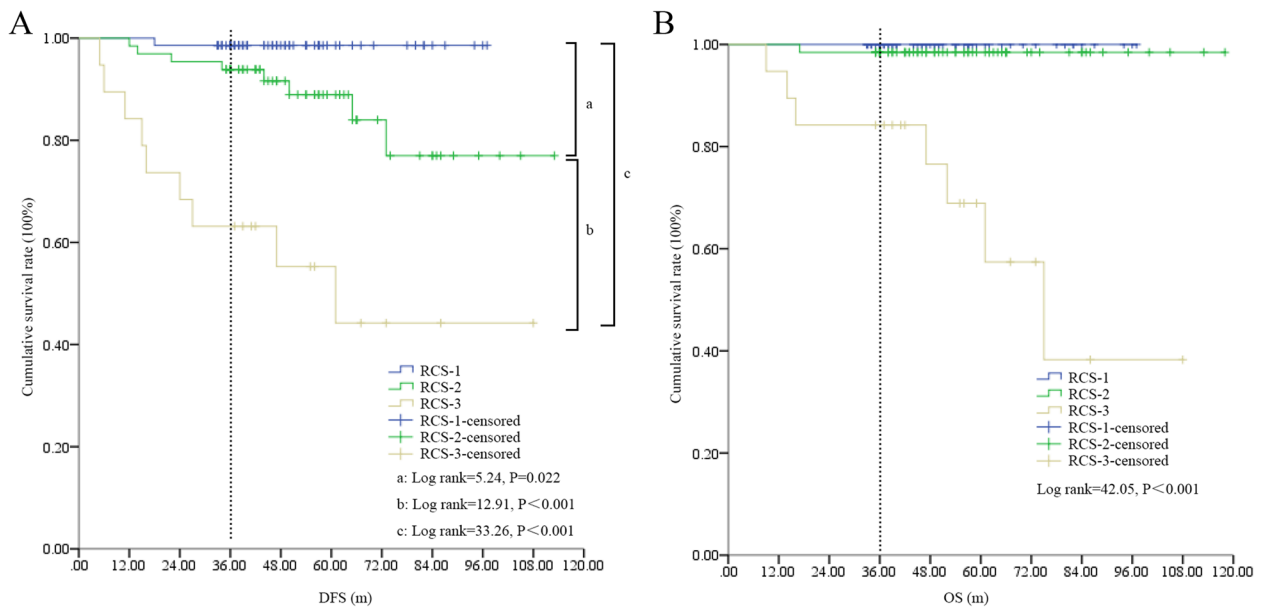 A
Cumulative survival rate (100%)
1.00
0.80
0.60
0.40
0.20
0.00
.00 12.00 24.00 36.00 48.00 60.00 72.00 84.00 96.00 108.00 120.00
DFS (m)
a
b
c
RCS-1
RCS-2
RCS-3
RCS-1-censored
RCS-2-censored
RCS-3-censored
a: Log rank=5.24, P=0.022
b: Log rank=12.91, P<0.001
c: Log rank=33.26, P<0.001
B
Cumulative survival rate (100%)
1.00
0.80
0.60
0.40
0.20
0.00
.00 12.00 24.00 36.00 48.00 60.00 72.00 84.00 96.00 108.00 120.00
OS (m)
RCS-1
RCS-2
RCS-3
RCS-1-censored
RCS-2-censored
RCS-3-censored
Log rank=42.05, P<0.001